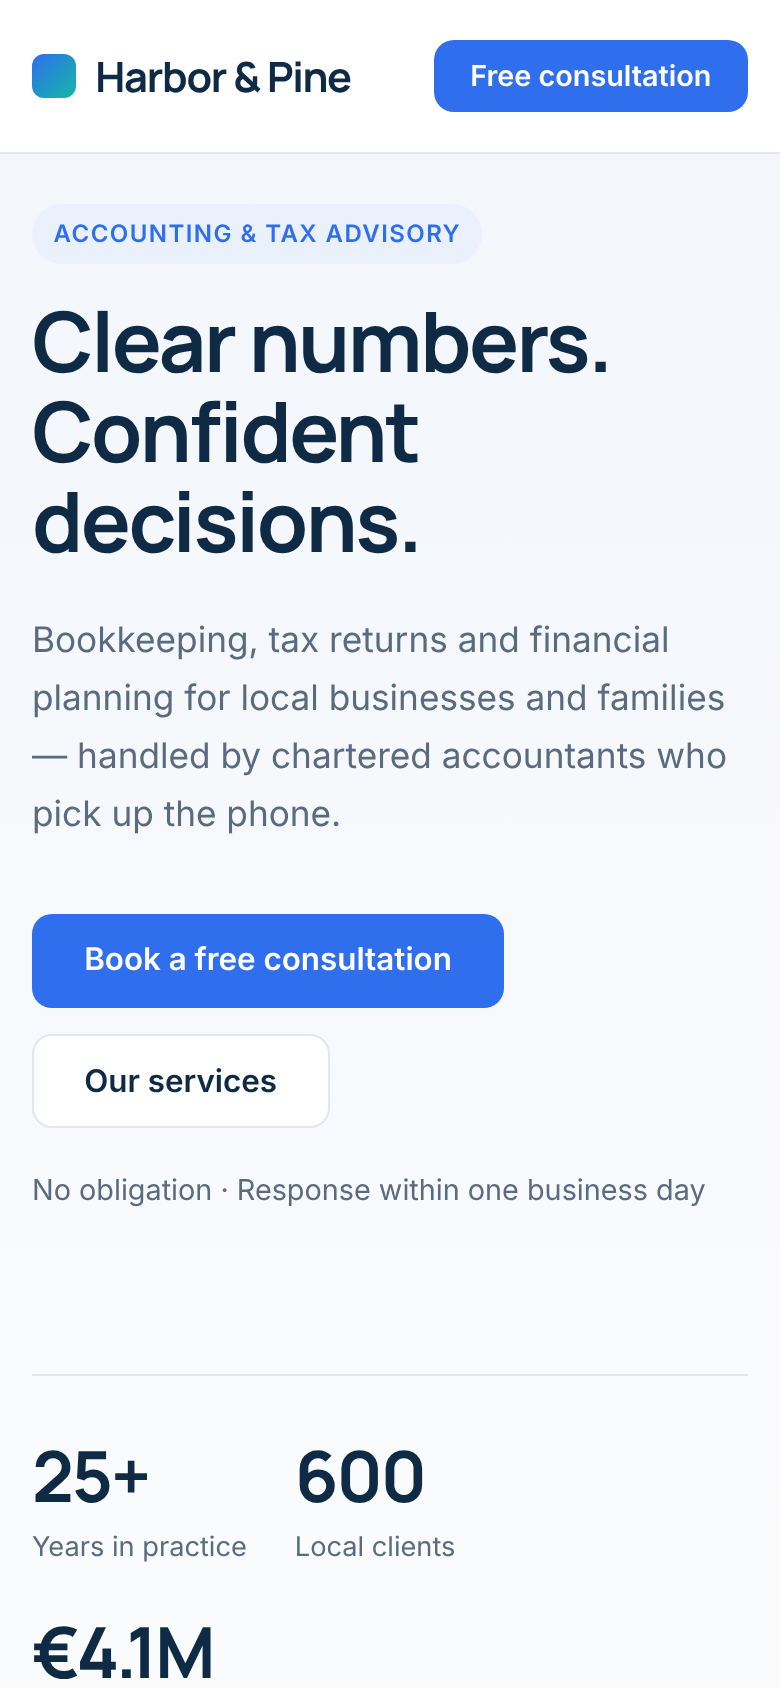 Harbor & Pine
Free consultation
ACCOUNTING & TAX ADVISORY
Clear numbers.
Confident
decisions.
Bookkeeping, tax returns and financial
planning for local businesses and families
— handled by chartered accountants who
pick up the phone.
Book a free consultation
Our services
No obligation · Response within one business day
25+
600
Years in practice
Local clients
€4.1M